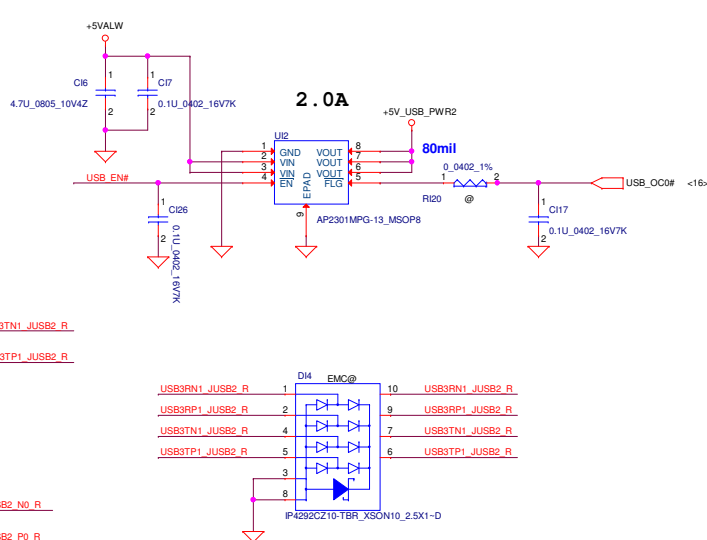 +5VALW
CI6
1
2
4.7U_0805_10V4Z
1
2
CI7
0.1U_0402_16V7K
2.0A
+5V_USB_PWR2
80mil
UI2
1 GND VOUT 8
2 VIN VOUT 7
3 VIN VOUT 6
4 EN FLG 5
EPAD
9
AP2301MPG-13_MSOP8
USB_EN#
1
CI26
2
0.1U_0402_16V7K
0_0402_1%
1 2
RI20 @
USB_OC0# <16>
1
CI17
2
0.1U_0402_16V7K
3TN1_JUSB2_R
3TP1_JUSB2_R
DI4 EMC@
USB3RN1_JUSB2_R 1 10 USB3RN1_JUSB2_R
USB3RP1_JUSB2_R 2 9 USB3RP1_JUSB2_R
USB3TN1_JUSB2_R 4 7 USB3TN1_JUSB2_R
USB3TP1_JUSB2_R 5 6 USB3TP1_JUSB2_R
3
8
IP4292CZ10-TBR_XSON10_2.5X1~D
SB2_N0_R
SB2_P0_R